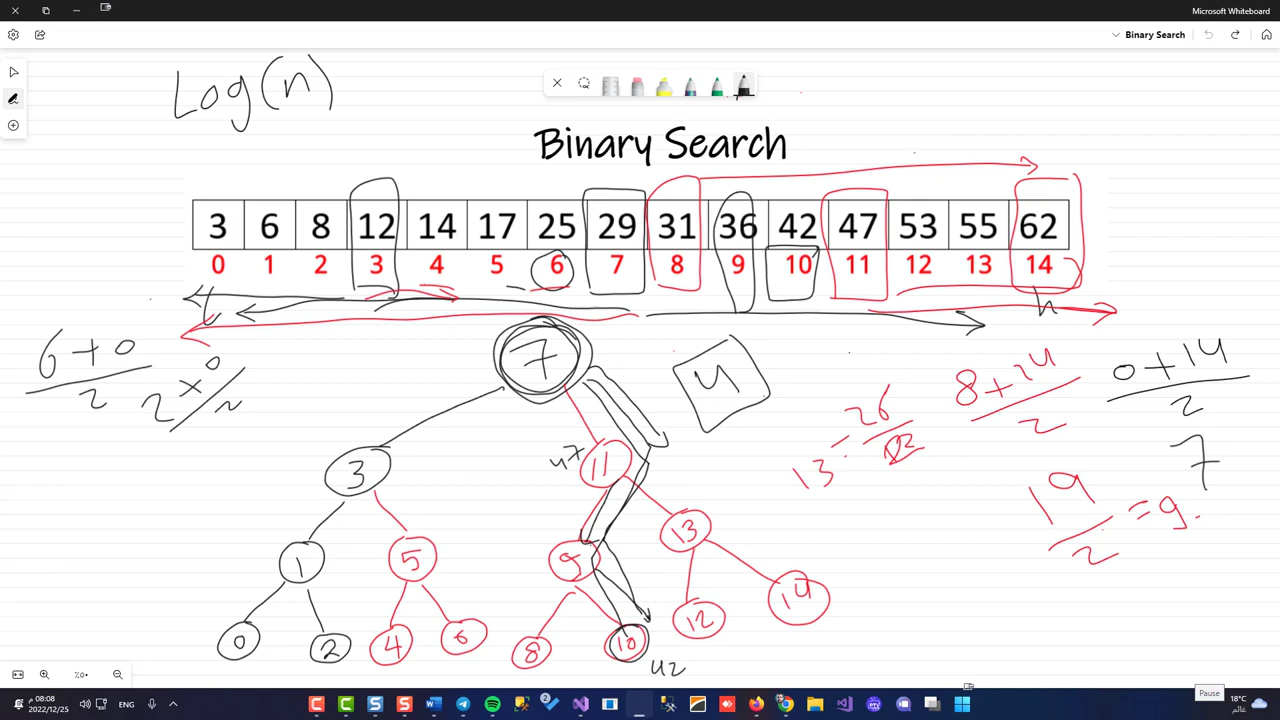 Microsoft Whiteboard
Binary Search
Log(n)
Binary Search
3 6 8 12 14 17 25 29 31 36 42 47 53 55 62
0 1 2 3 4 5 6 7 8 9 10 11 12 13 14
l h
6+0
2
0+14
2
7
8+14
2
26
13 =
19
2
= 9.
7
4
3
47
11
1
5
9
13
0
2
4
6
8
10
12
14
42
Pause
08:08
2022/12/25
ENG
18°C
غائم